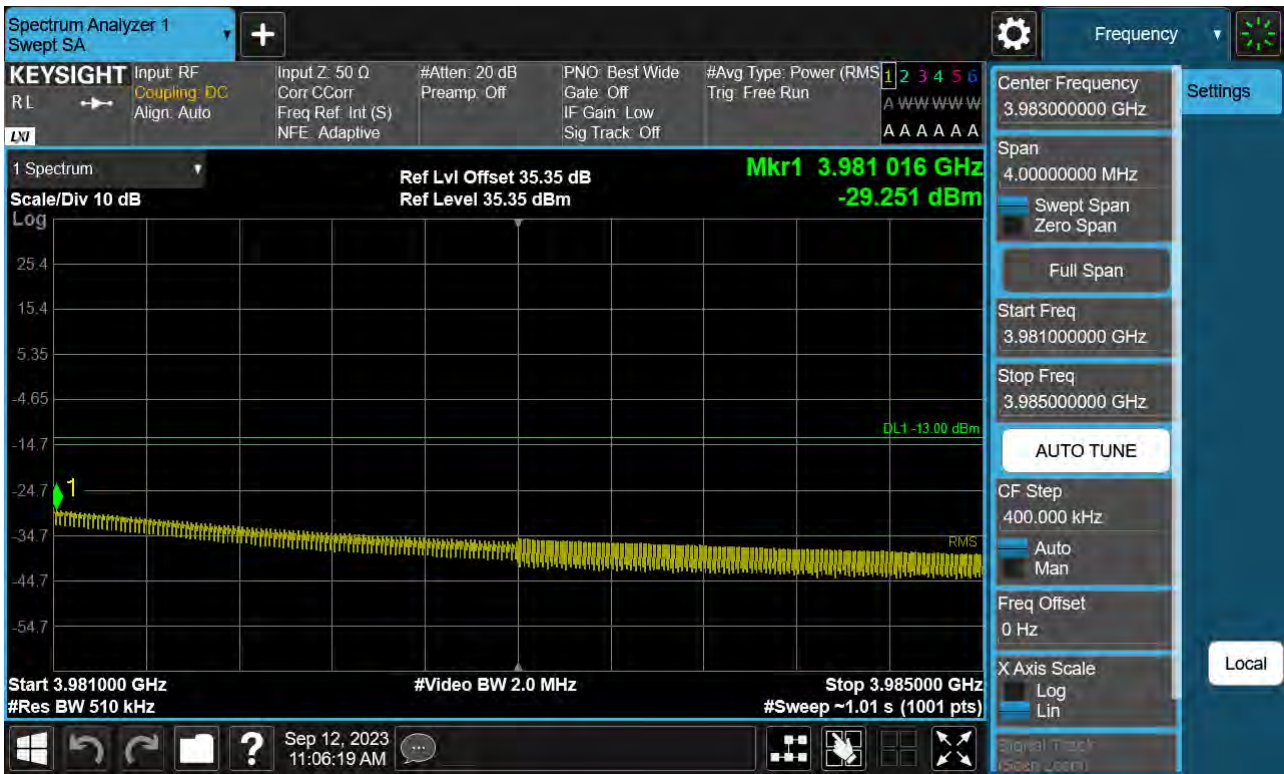 Spectrum Analyzer 1
Swept SA
+
Frequency
KEYSIGHT
RL
LXI
Input: RF
Coupling: DC
Align: Auto
Input Z: 50 Ω
Corr CCorr
Freq Ref: Int (S)
NFE: Adaptive
#Atten: 20 dB
Preamp: Off
PNO: Best Wide
Gate: Off
IF Gain: Low
Sig Track: Off
#Avg Type: Power (RMS
Trig: Free Run
1 2 3 4 5 6
A W W W W W
A A A A A A
1 Spectrum
Scale/Div 10 dB
Ref Lvl Offset 35.35 dB
Ref Level 35.35 dBm
Mkr1 3.981 016 GHz
-29.251 dBm
Log
25.4
15.4
5.35
-4.65
-14.7
-24.7
-34.7
-44.7
-54.7
DL1 -13.00 dBm
1
RMS
Start 3.981000 GHz
#Res BW 510 kHz
#Video BW 2.0 MHz
Stop 3.985000 GHz
#Sweep ~1.01 s (1001 pts)
Center Frequency
3.983000000 GHz
Span
4.00000000 MHz
Swept Span
Zero Span
Full Span
Start Freq
3.981000000 GHz
Stop Freq
3.985000000 GHz
AUTO TUNE
CF Step
400.000 kHz
Auto
Man
Freq Offset
0 Hz
X Axis Scale
Log
Lin
Signal Track
(Span Zoom)
Settings
Local
?
Sep 12, 2023
11:06:19 AM